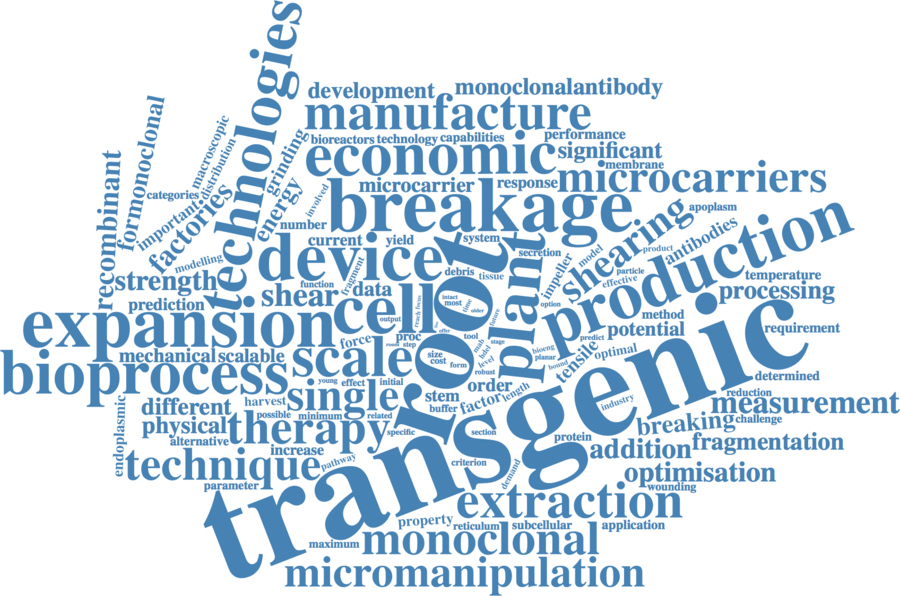 technologies
development
monoclonalantibody
manufacture
formonoclonal
macroscopic
distribution
grinding
bioreactors
technology
capabilities
performance
economic
significant
membrane
recombinant
categories
important
factories
energy
involved
microcarrier
response
microcarriers
breakage
shearing
apoplasm
number
current
yield
system
secretion
antibodies
product
production
modelling
device
debris
tissue
impeller
model
particle
effective
temperature
strength
function
fragment
shear
data
cell
root
plant
option
processing
prediction
expansion
output
intact
most
older
time
future
method
potential
requirement
force
proc
step
tool
stage
predict
mechanical
scalable
scale
size
cost
form
level
robust
bioeng
planar
bound
tensile
optimal
bioprocess
young
effect
initial
order
length
determined
reduction
different
harvest
single
stem
buffer
factor
industry
measurement
physical
possible
minimum
related
breaking
challenge
endoplasmic
alternative
therapy
specific
section
protein
addition
fragmentation
increase
technique
pathway
criterion
demand
optimisation
parameter
wounding
transgenic
extraction
property
reticulum
subcellular
application
maximum
monoclonal
micromanipulation